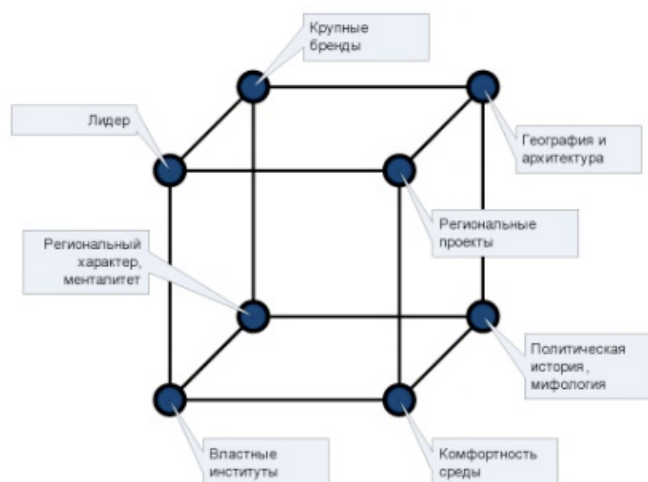 Крупные
бренды
Лидер
География и
архитектура
Региональные
проекты
Региональный
характер,
менталитет
Политическая
история,
мифология
Властные
институты
Комфортность
среды